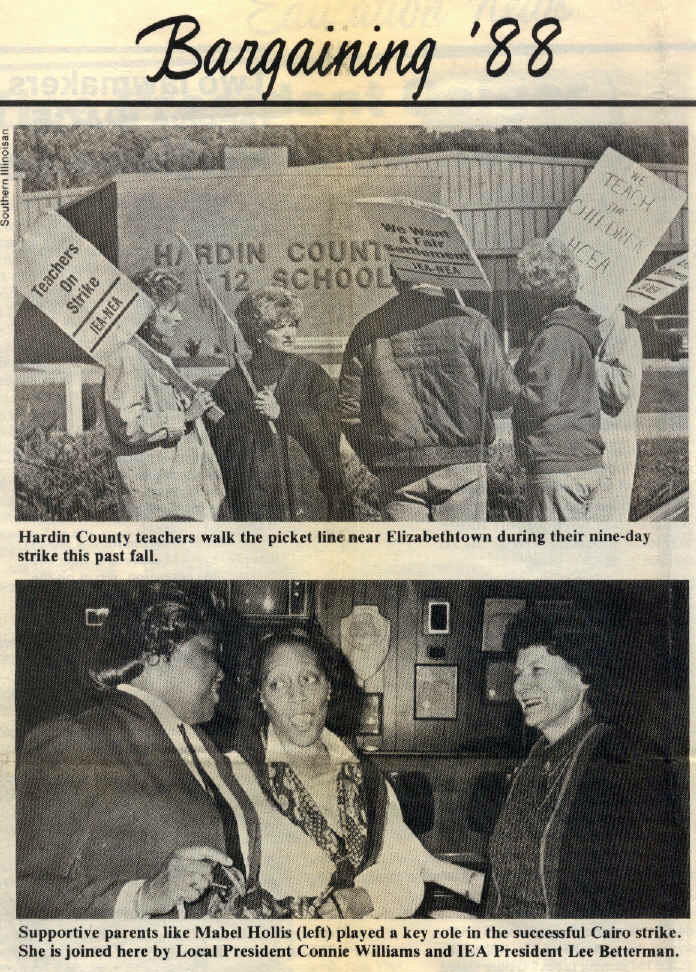 Bargaining '88
Southern Illinoisan
Teachers
On
Strike
IEA-NEA
HARDIN COUNT
12 SCHOOL
We Want
A Fair
Settlement
IEA-NEA
WE
TEACH
THE
CHILDREN
HCEA
Hardin County teachers walk the picket line near Elizabethtown during their nine-day
strike this past fall.
Supportive parents like Mabel Hollis (left) played a key role in the successful Cairo strike.
She is joined here by Local President Connie Williams and IEA President Lee Betterman.